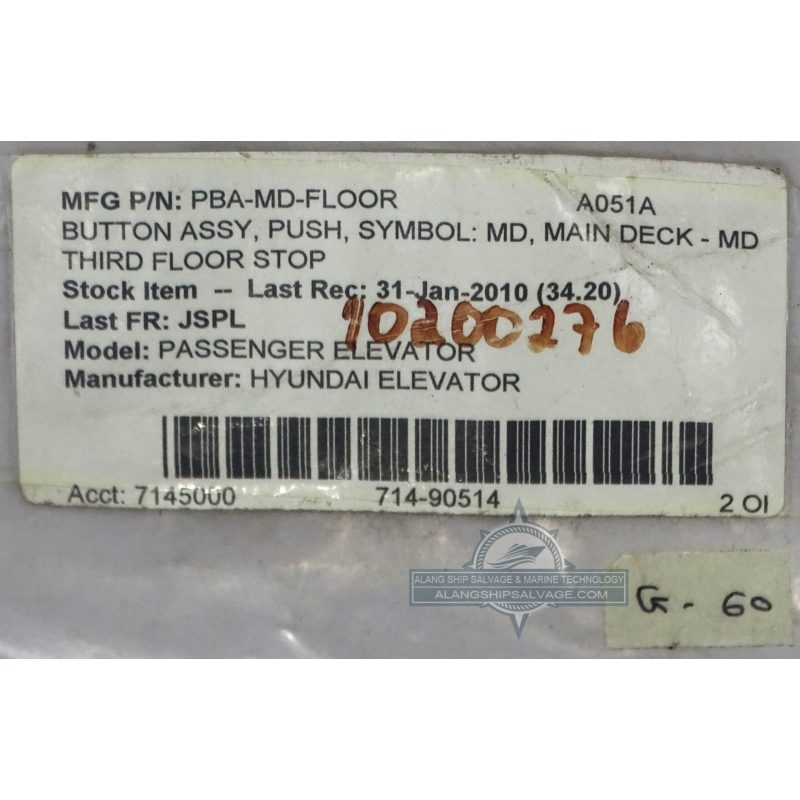 MFG P/N: PBA-MD-FLOOR A051A
BUTTON ASSY, PUSH, SYMBOL: MD, MAIN DECK - MD
THIRD FLOOR STOP
Stock Item -- Last Rec: 31-Jan-2010 (34.20)
Last FR: JSPL
10200276
Model: PASSENGER ELEVATOR
Manufacturer: HYUNDAI ELEVATOR
Acct: 7145000 714-90514 2 OI
ALANG SHIP SALVAGE & MARINE TECHNOLOGY
ALANGSHIPSALVAGE.COM
G - 60